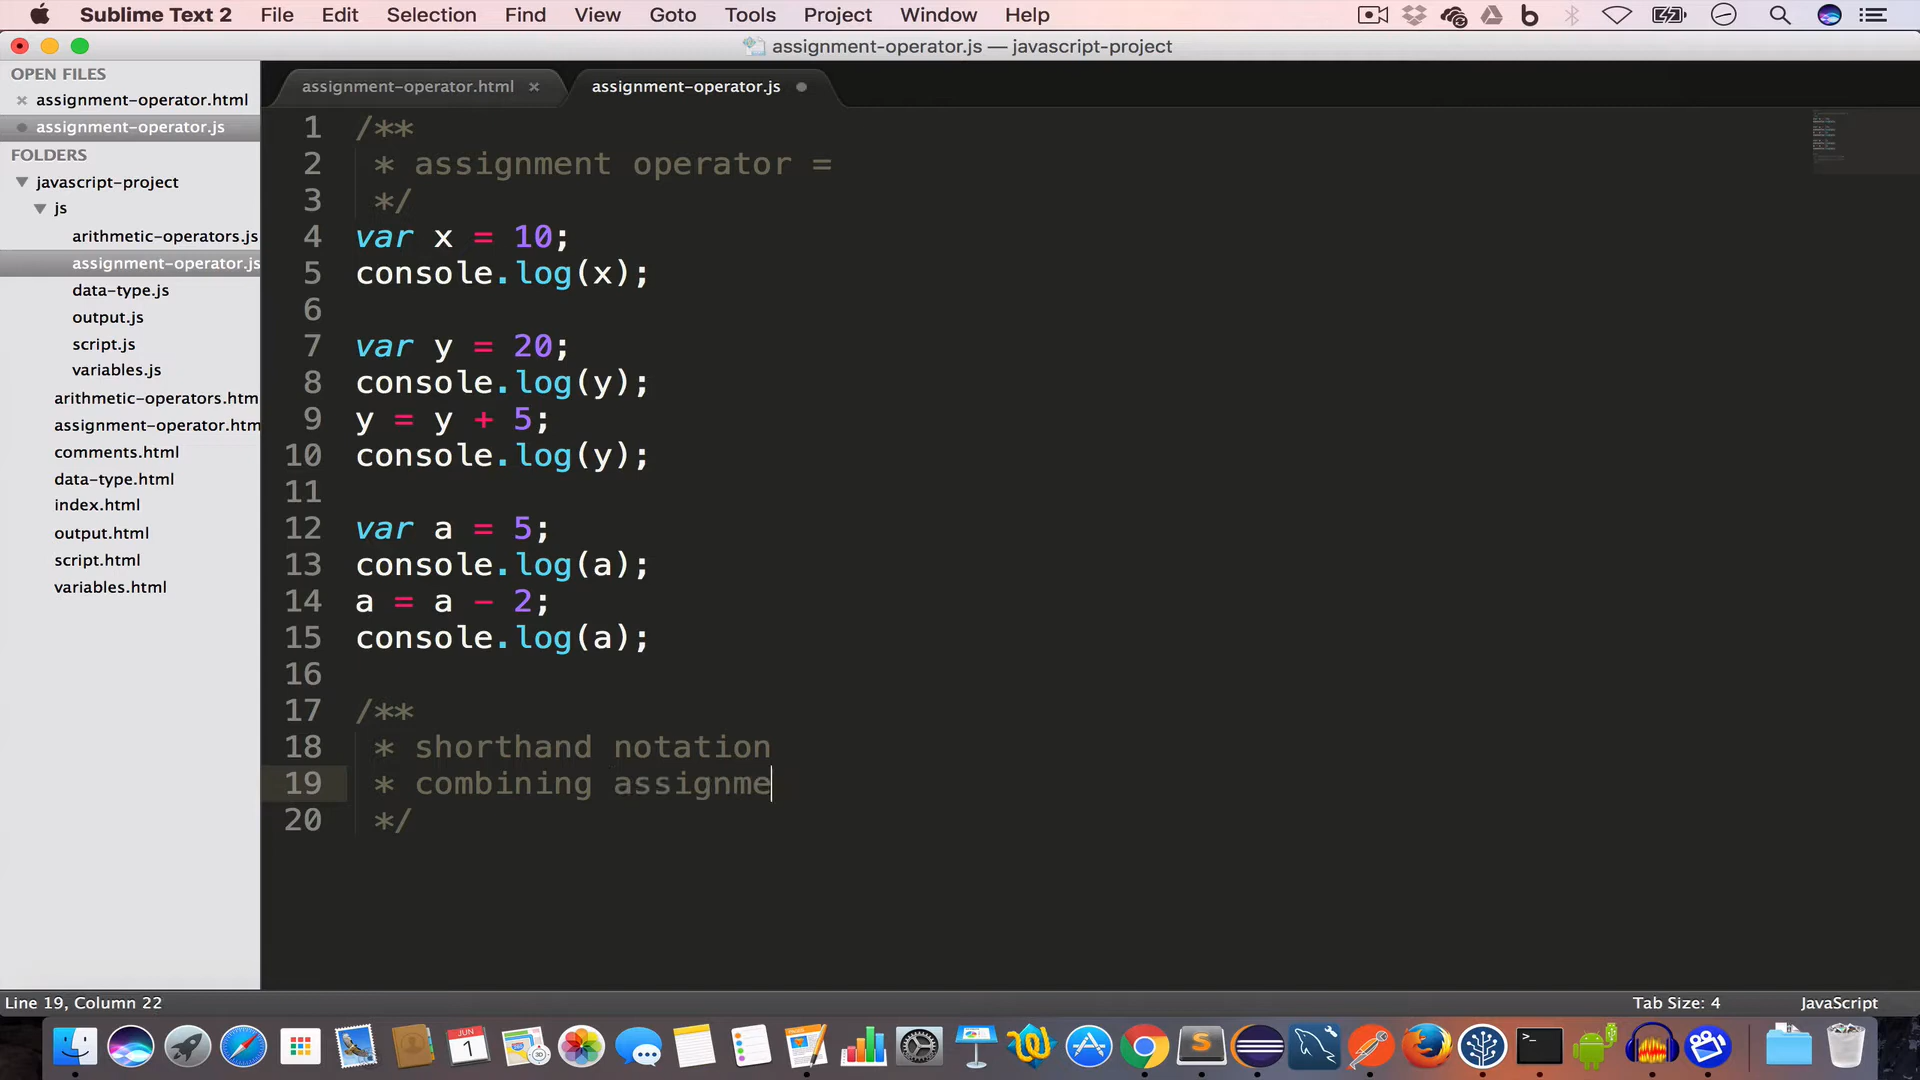 Sublime Text 2 File Edit Selection Find View Goto Tools Project Window Help
assignment-operator.js — javascript-project
OPEN FILES
assignment-operator.html
assignment-operator.js
FOLDERS
javascript-project
js
arithmetic-operators.js
assignment-operator.js
data-type.js
output.js
script.js
variables.js
arithmetic-operators.htm
assignment-operator.htm
comments.html
data-type.html
index.html
output.html
script.html
variables.html
assignment-operator.html assignment-operator.js
1 /**
2 * assignment operator =
3 */
4 var x = 10;
5 console.log(x);
6
7 var y = 20;
8 console.log(y);
9 y = y + 5;
10 console.log(y);
11
12 var a = 5;
13 console.log(a);
14 a = a - 2;
15 console.log(a);
16
17 /**
18 * shorthand notation
19 * combining assignme
20 */
Line 19, Column 22 Tab Size: 4 JavaScript
JUN
1